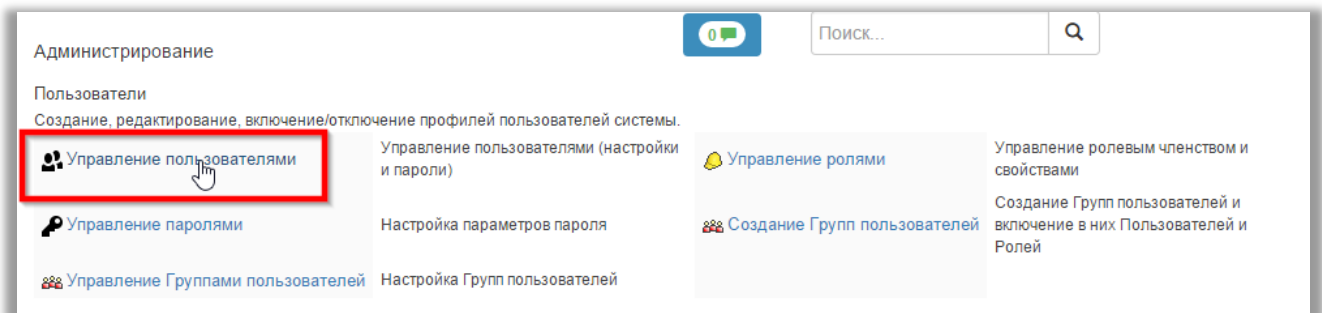 0
Поиск...
Администрирование
Пользователи
Создание, редактирование, включение/отключение профилей пользователей системы.
Управление пользователями
Управление пользователями (настройки
и пароли)
Управление ролями
Управление ролевым членством и
свойствами
Управление паролями
Настройка параметров пароля
Создание Групп пользователей
Создание Групп пользователей и
включение в них Пользователей и
Ролей
Управление Группами пользователей
Настройка Групп пользователей